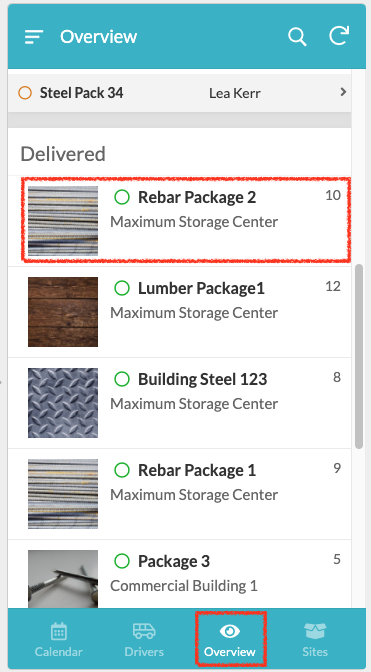 Overview
Steel Pack 34 Lea Kerr
Delivered
Rebar Package 2 10
Maximum Storage Center
Lumber Package1 12
Maximum Storage Center
Building Steel 123 8
Maximum Storage Center
Rebar Package 1 9
Maximum Storage Center
Package 3 5
Commercial Building 1
Calendar Drivers Overview Sites